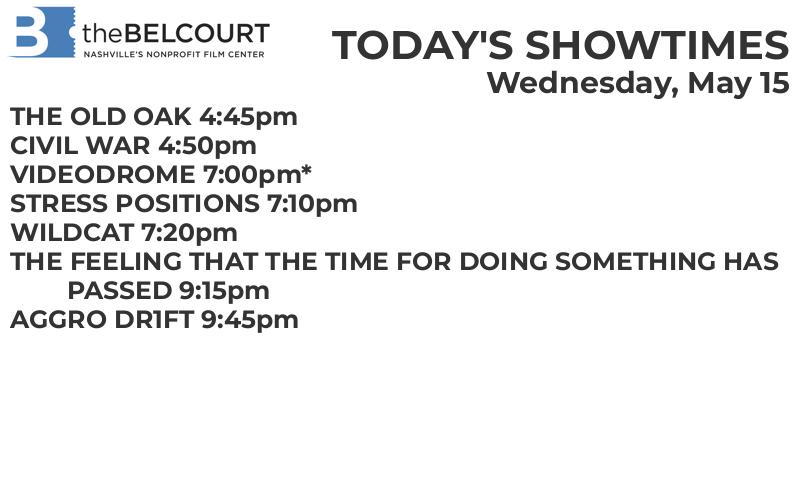 B theBELCOURT
NASHVILLE'S NONPROFIT FILM CENTER
TODAY'S SHOWTIMES
Wednesday, May 15
THE OLD OAK 4:45pm
CIVIL WAR 4:50pm
VIDEODROME 7:00pm*
STRESS POSITIONS 7:10pm
WILDCAT 7:20pm
THE FEELING THAT THE TIME FOR DOING SOMETHING HAS
PASSED 9:15pm
AGGRO DR1FT 9:45pm